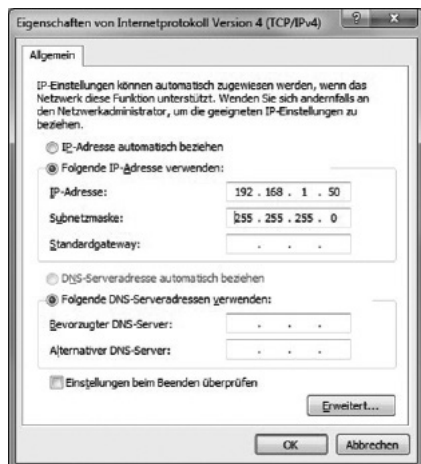 Eigenschaften von Internetprotokoll Version 4 (TCP/IPv4)
Allgemein
IP-Einstellungen können automatisch zugewiesen werden, wenn das
Netzwerk diese Funktion unterstützt. Wenden Sie sich andernfalls an
den Netzwerkadministrator, um die geeigneten IP-Einstellungen zu
beziehen.
IP-Adresse automatisch beziehen
Folgende IP-Adresse verwenden:
IP-Adresse: 192 . 168 . 1 . 50
Subnetzmaske: 255 . 255 . 255 . 0
Standardgateway: . . .
DNS-Serveradresse automatisch beziehen
Folgende DNS-Serveradressen verwenden:
Bevorzugter DNS-Server: . . .
Alternativer DNS-Server: . . .
Einstellungen beim Beenden überprüfen
Erweitert...
OK Abbrechen